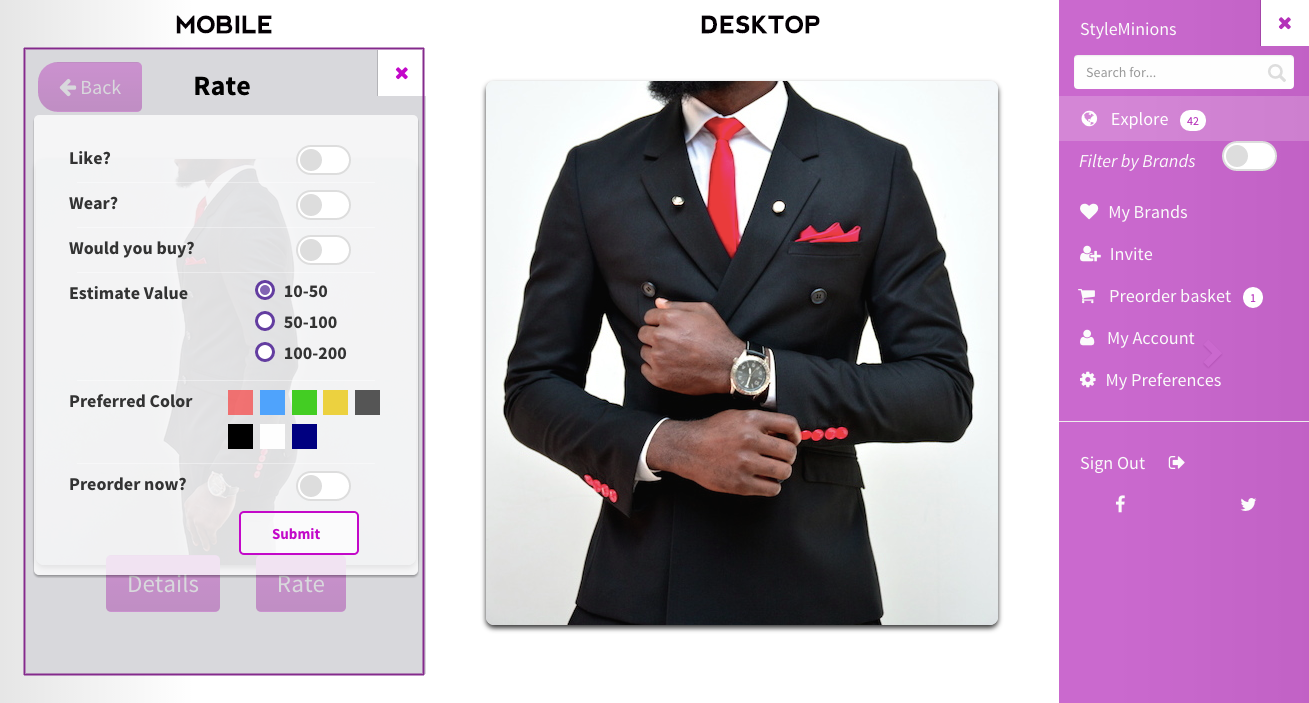 MOBILE
DESKTOP
Back
Rate
Like?
Wear?
Would you buy?
Estimate Value
10-50
50-100
100-200
Preferred Color
Preorder now?
Submit
Details
Rate
StyleMinions
Search for...
Explore 42
Filter by Brands
My Brands
Invite
Preorder basket 1
My Account
My Preferences
Sign Out